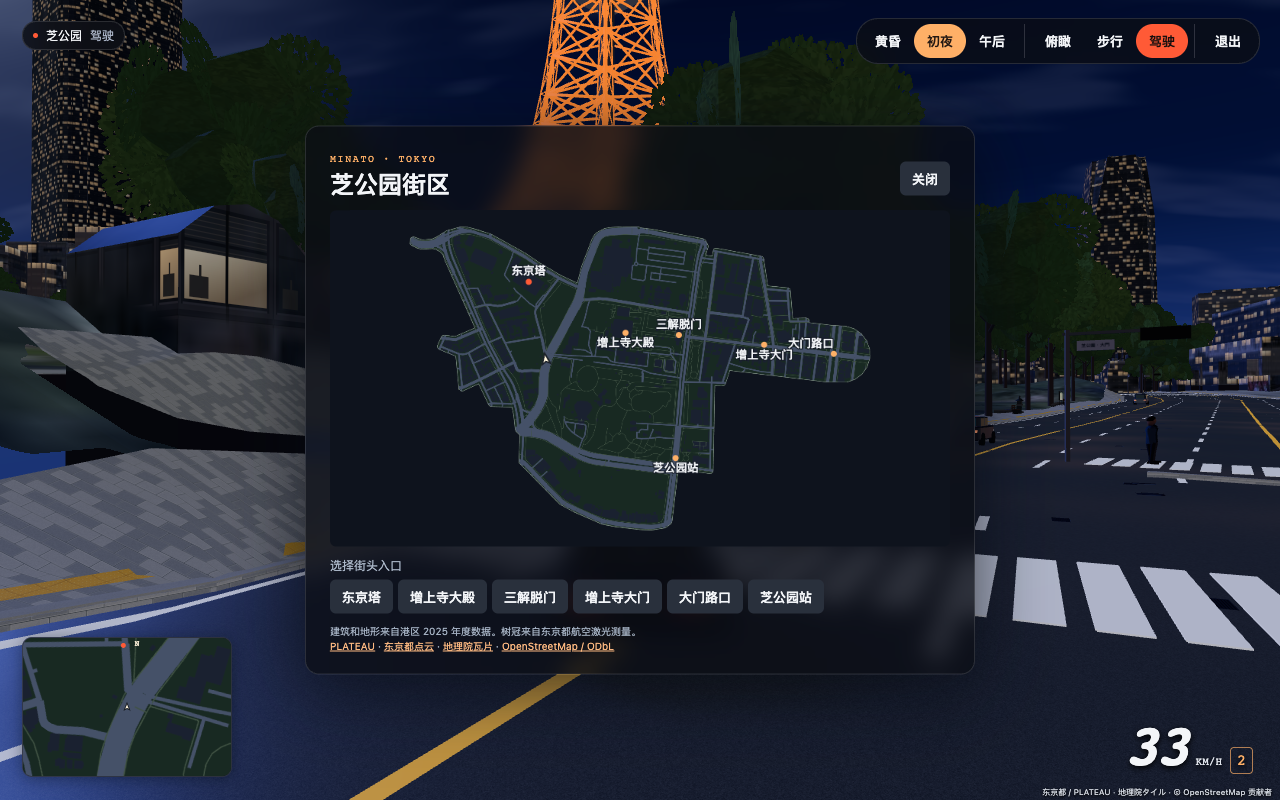 芝公园 驾驶
黄昏 初夜 午后 俯瞰 步行 驾驶 退出
MINATO · TOKYO
芝公园街区
关闭
东京塔
三解脱门
增上寺大殿
大门路口
增上寺大门
芝公园站
选择街头入口
东京塔 增上寺大殿 三解脱门 增上寺大门 大门路口 芝公园站
建筑和地形来自港区 2025 年度数据。树冠来自东京都航空激光测量。
PLATEAU · 东京都点云 · 地理院瓦片 · OpenStreetMap / ODbL
N
33 KM/H 2
东京都 / PLATEAU · 地理院タイル · © OpenStreetMap 贡献者